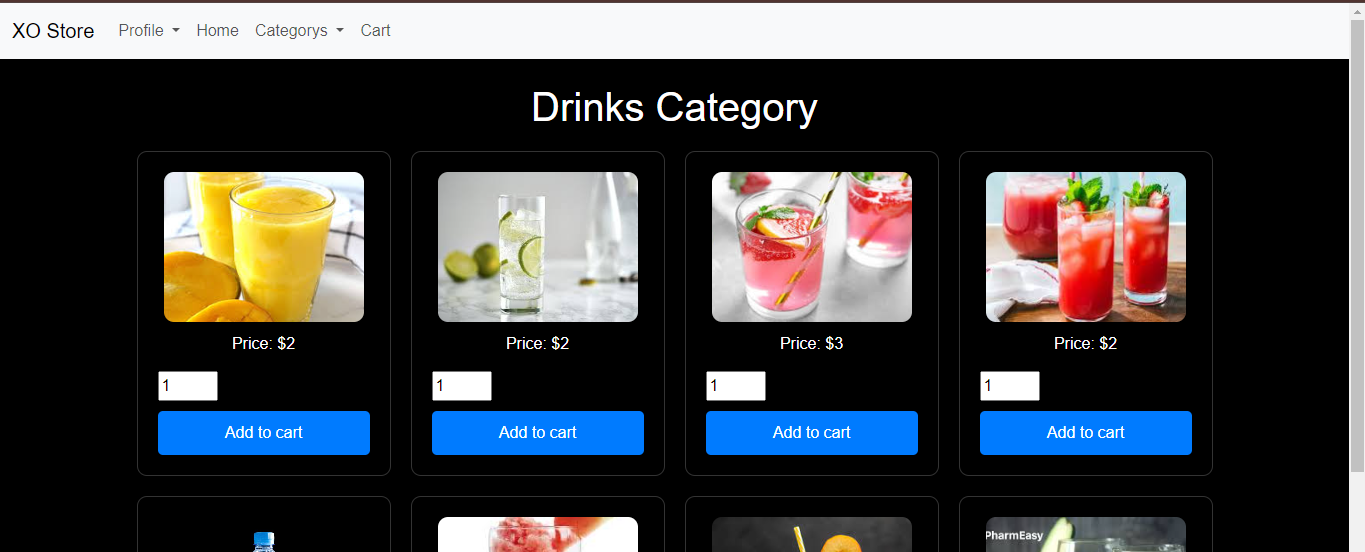 XO Store Profile Home Categorys Cart
Drinks Category
Price: $2 Price: $2 Price: $3 Price: $2
1 1 1 1
Add to cart Add to cart Add to cart Add to cart
PharmEasy